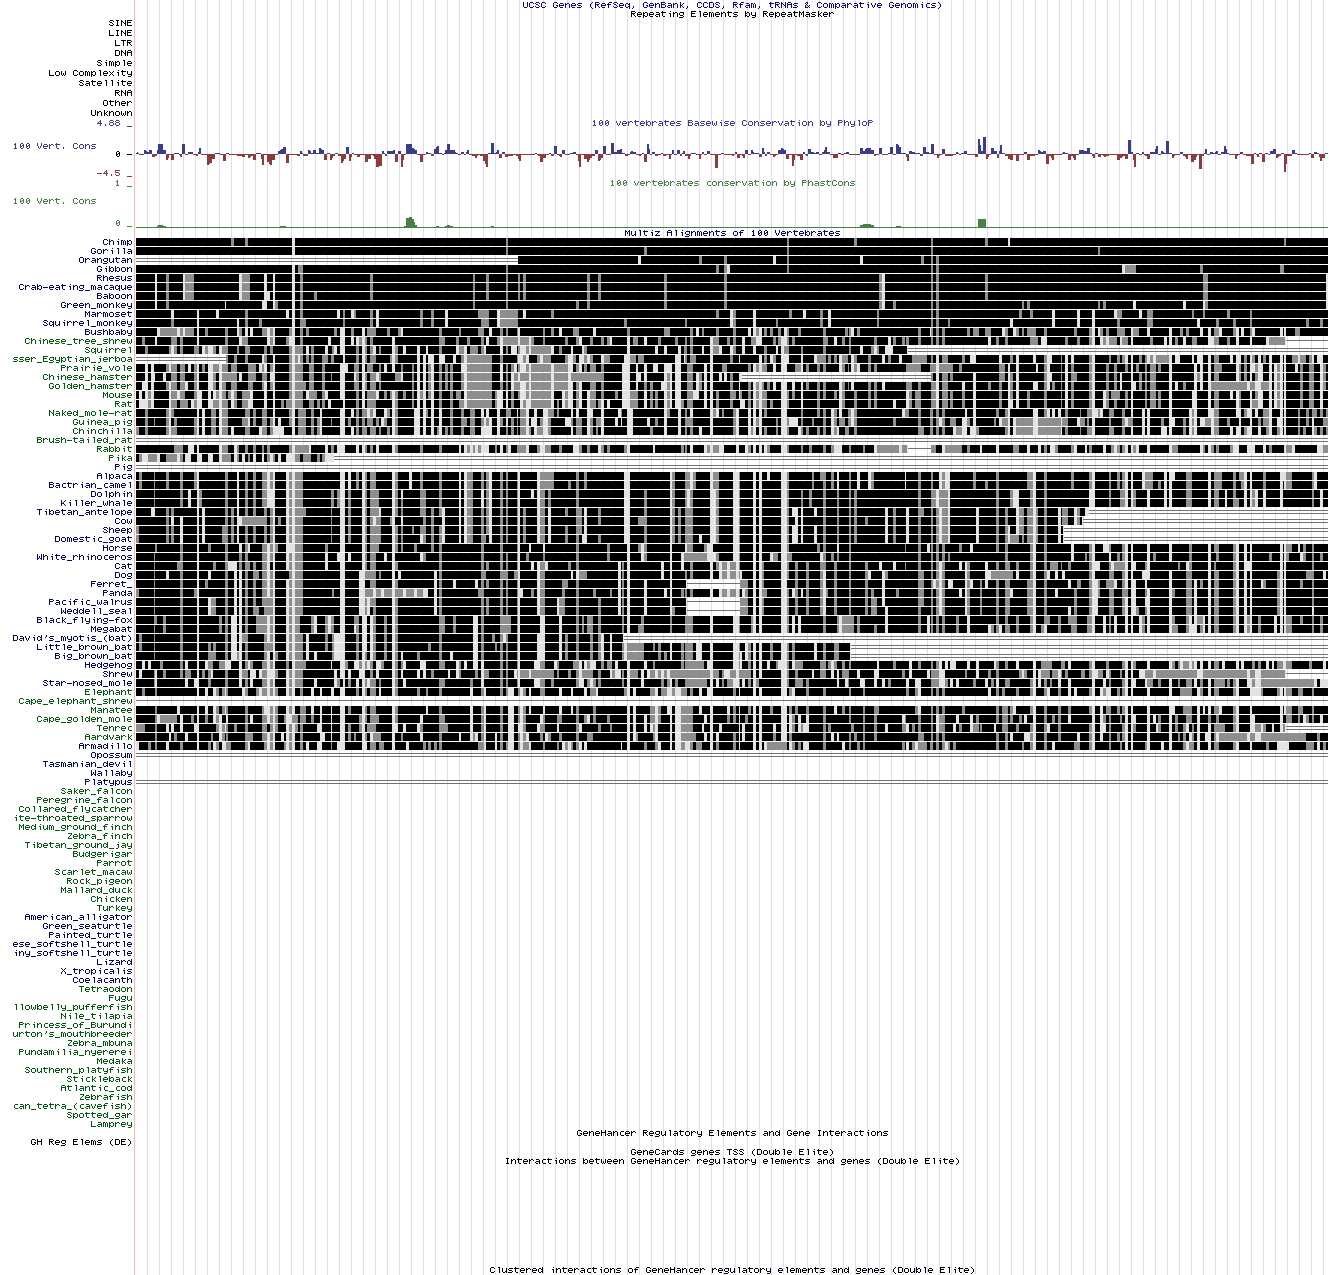 UCSC Genes (RefSeq, GenBank, CCDS, Rfam, tRNAs & Comparative Genomics)
Repeating Elements by RepeatMasker
SINE
LINE
LTR
DNA
Simple
Low Complexity
Satellite
RNA
Other
Unknown
4.88 _
100 vertebrates Basewise Conservation by PhyloP
100 Vert. Cons
0 _
-4.5 _
1 _
100 vertebrates conservation by PhastCons
100 Vert. Cons
0 _
Multiz Alignments of 100 Vertebrates
Chimp
Gorilla
Orangutan
Gibbon
Rhesus
Crab-eating_macaque
Baboon
Green_monkey
Marmoset
Squirrel_monkey
Bushbaby
Chinese_tree_shrew
Squirrel
sser_Egyptian_jerboa
Prairie_vole
Chinese_hamster
Golden_hamster
Mouse
Rat
Naked_mole-rat
Guinea_pig
Chinchilla
Brush-tailed_rat
Rabbit
Pika
Pig
Alpaca
Bactrian_camel
Dolphin
Killer_whale
Tibetan_antelope
Cow
Sheep
Domestic_goat
Horse
White_rhinoceros
Cat
Dog
Ferret_
Panda
Pacific_walrus
Weddell_seal
Black_flying-fox
Megabat
David's_myotis_(bat)
Little_brown_bat
Big_brown_bat
Hedgehog
Shrew
Star-nosed_mole
Elephant
Cape_elephant_shrew
Manatee
Cape_golden_mole
Tenrec
Aardvark
Armadillo
Opossum
Tasmanian_devil
Wallaby
Platypus
Saker_falcon
Peregrine_falcon
Collared_flycatcher
ite-throated_sparrow
Medium_ground_finch
Zebra_finch
Tibetan_ground_jay
Budgerigar
Parrot
Scarlet_macaw
Rock_pigeon
Mallard_duck
Chicken
Turkey
American_alligator
Green_seaturtle
Painted_turtle
ese_softshell_turtle
iny_softshell_turtle
Lizard
X_tropicalis
Coelacanth
Tetraodon
Fugu
llowbelly_pufferfish
Nile_tilapia
Princess_of_Burundi
urton's_mouthbreeder
Zebra_mbuna
Pundamilia_nyererei
Medaka
Southern_platyfish
Stickleback
Atlantic_cod
Zebrafish
can_tetra_(cavefish)
Spotted_gar
Lamprey
GeneHancer Regulatory Elements and Gene Interactions
GH Reg Elems (DE)
GeneCards genes TSS (Double Elite)
Interactions between GeneHancer regulatory elements and genes (Double Elite)
Clustered interactions of GeneHancer regulatory elements and genes (Double Elite)